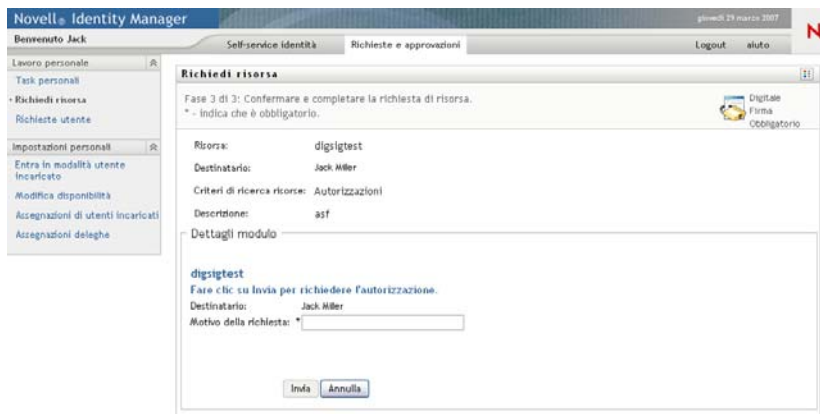 Novell® Identity Manager
giovedì 29 marzo 2007
Benvenuto Jack
Self-service identità
Richieste e approvazioni
Logout
aiuto
N
Lavoro personale
Task personali
Richiedi risorsa
Richieste utente
Impostazioni personali
Entra in modalità utente
incaricato
Modifica disponibilità
Assegnazioni di utenti incaricati
Assegnazioni deleghe
Richiedi risorsa
Fase 3 di 3: Confermare e completare la richiesta di risorsa.
* - indica che è obbligatorio.
Digitale
Firma
Obbligatorio
Risorsa: digsigtest
Destinatario: Jack Miller
Criteri di ricerca risorse: Autorizzazioni
Descrizione: asf
Dettagli modulo
digsigtest
Fare clic su Invia per richiedere l'autorizzazione.
Destinatario: Jack Miller
Motivo della richiesta: *
Invia
Annulla